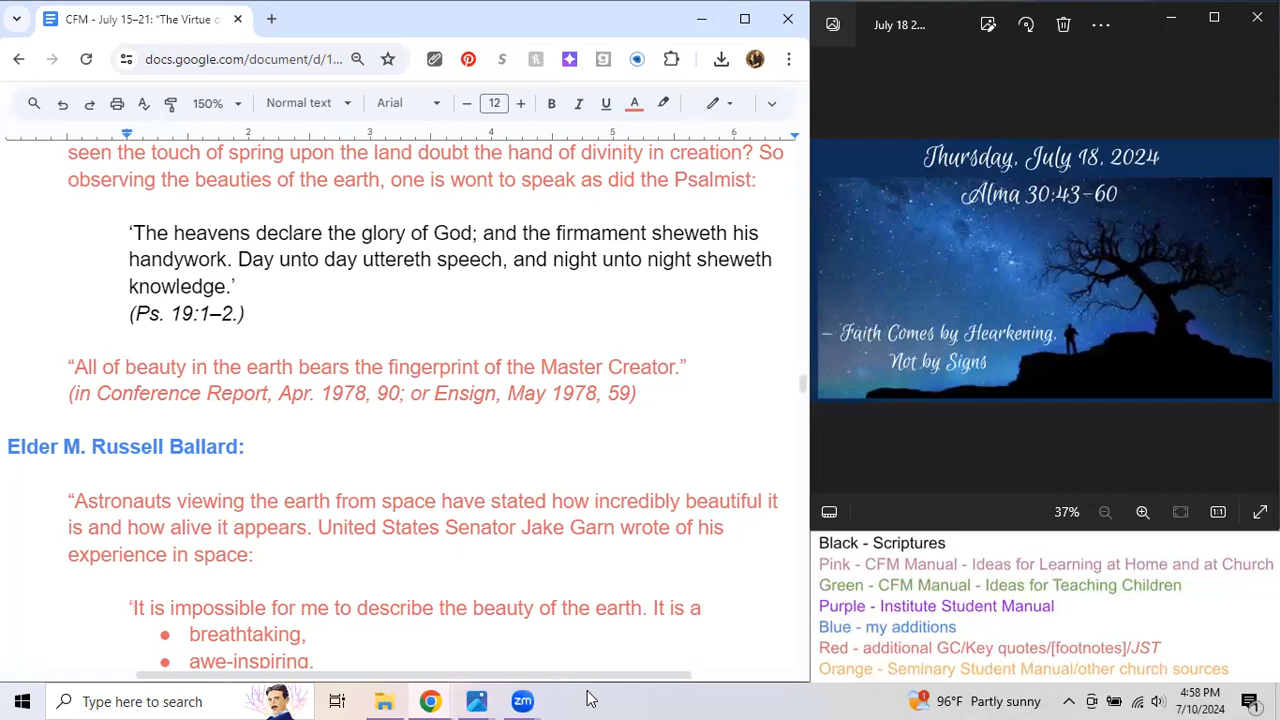 CFM - July 15–21: “The Virtue o
docs.google.com/document/d/1...
150%
Normal text
Arial
12
B I U A
2 3 4 5 6
seen the touch of spring upon the land doubt the hand of divinity in creation? So
observing the beauties of the earth, one is wont to speak as did the Psalmist:
‘The heavens declare the glory of God; and the firmament sheweth his
handywork. Day unto day uttereth speech, and night unto night sheweth
knowledge.’
(Ps. 19:1–2.)
“All of beauty in the earth bears the fingerprint of the Master Creator.”
(in Conference Report, Apr. 1978, 90; or Ensign, May 1978, 59)
Elder M. Russell Ballard:
“Astronauts viewing the earth from space have stated how incredibly beautiful it
is and how alive it appears. United States Senator Jake Garn wrote of his
experience in space:
‘It is impossible for me to describe the beauty of the earth. It is a
● breathtaking,
● awe-inspiring,
July 18 2...
Thursday, July 18, 2024
Alma 30:43–60
– Faith Comes by Hearkening,
Not by Signs
37%
Black - Scriptures
Pink - CFM Manual - Ideas for Learning at Home and at Church
Green - CFM Manual - Ideas for Teaching Children
Purple - Institute Student Manual
Blue - my additions
Red - additional GC/Key quotes/[footnotes]/JST
Orange - Seminary Student Manual/other church sources
Type here to search
zm
96°F Partly sunny
4:58 PM
7/10/2024